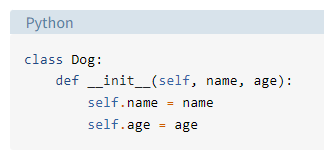 Python
class Dog:
    def __init__(self, name, age):
        self.name = name
        self.age = age